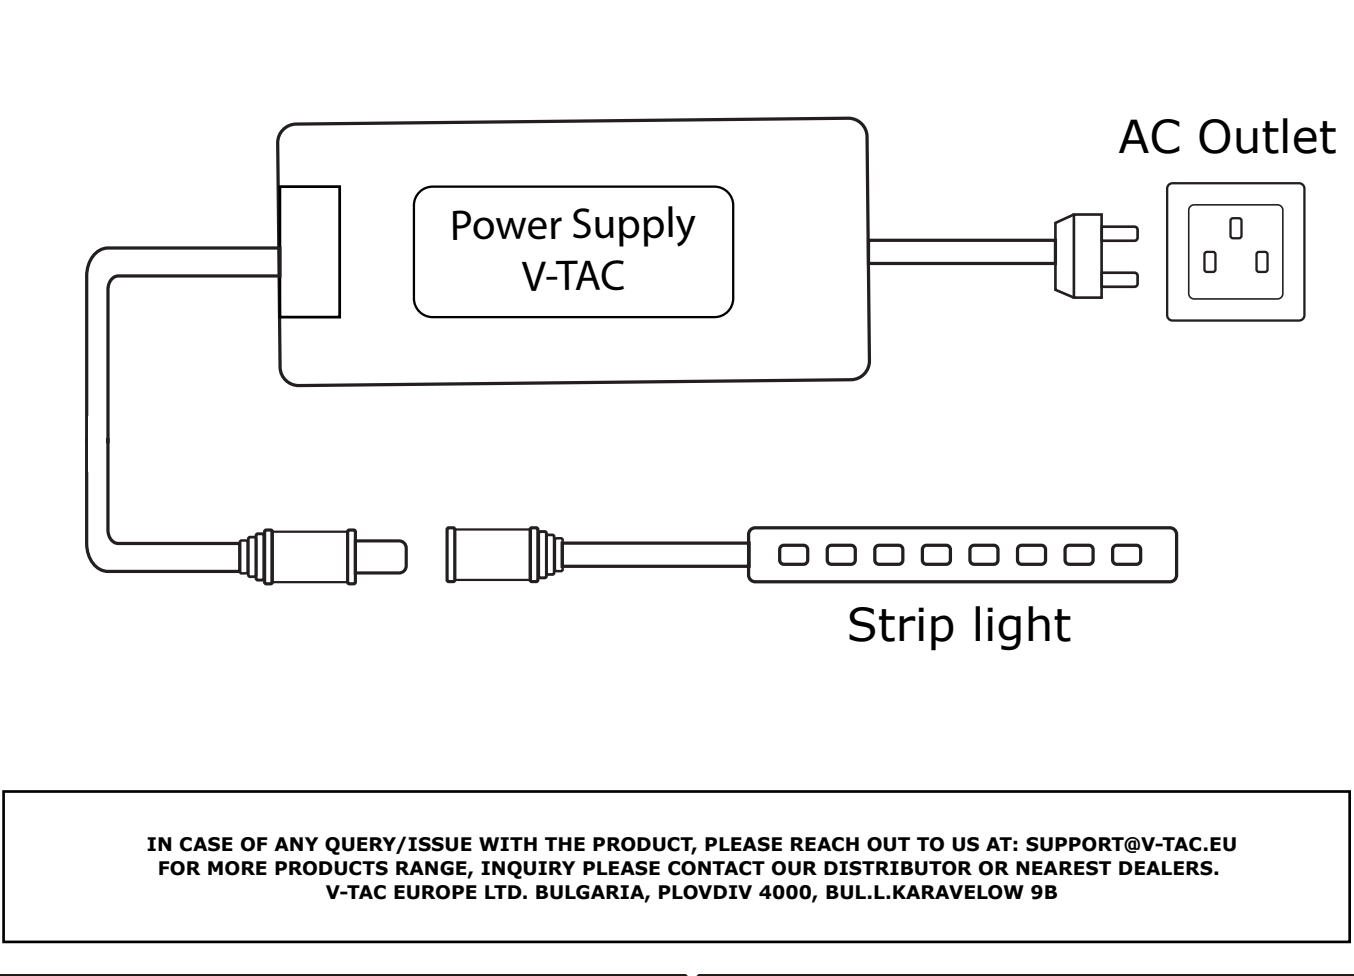 AC Outlet
Power Supply
V-TAC
Strip light
IN CASE OF ANY QUERY/ISSUE WITH THE PRODUCT, PLEASE REACH OUT TO US AT: SUPPORT@V-TAC.EU
FOR MORE PRODUCTS RANGE, INQUIRY PLEASE CONTACT OUR DISTRIBUTOR OR NEAREST DEALERS.
V-TAC EUROPE LTD. BULGARIA, PLOVDIV 4000, BUL.L.KARAVELOW 9B